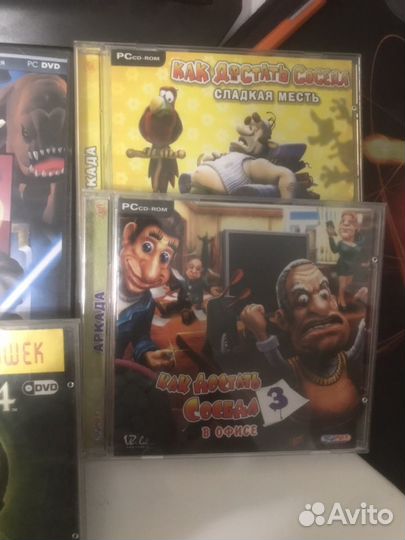 PC DVD
PC CD-ROM
КАК ДОСТАТЬ СОСЕДА
СЛАДКАЯ МЕСТЬ
КАДА
PC CD-ROM
АРКАДА
ШЕК
DVD
4
КАК ДОСТАТЬ
СОСЕДА 3
В ОФИСЕ
Avito